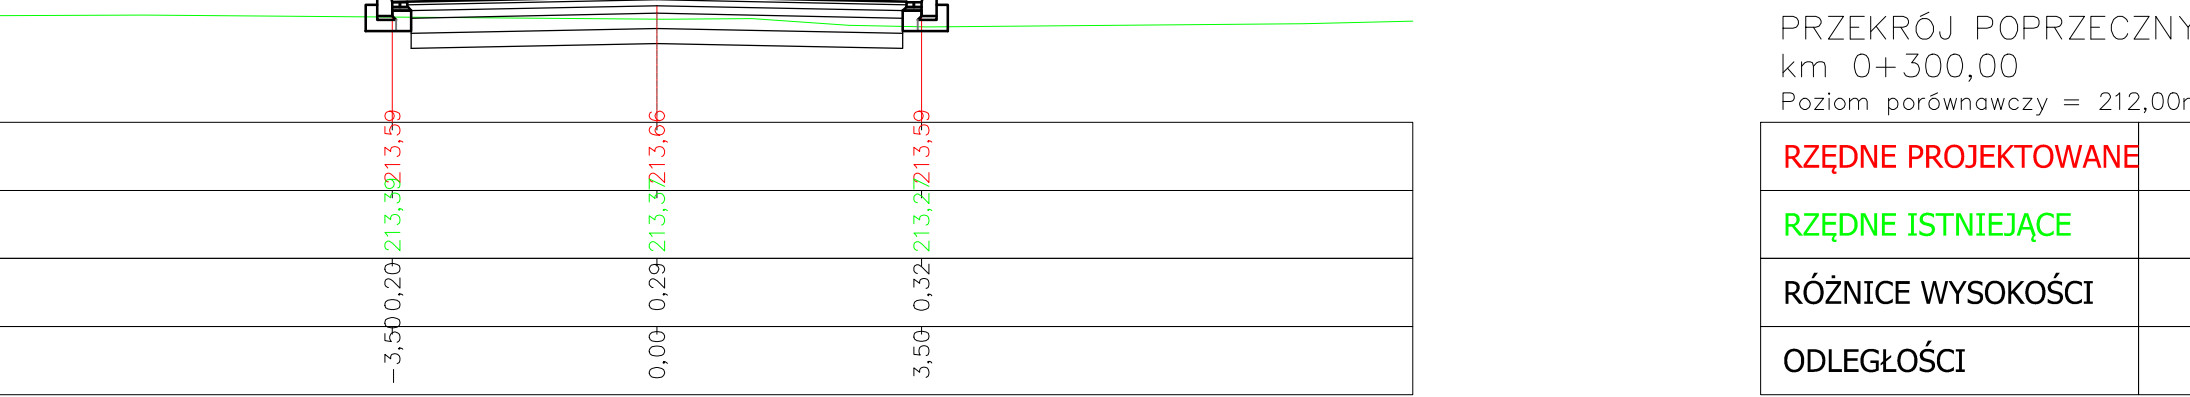 213,59 213,66 213,59
213,39 213,37 213,27
0,20 0,29 0,32
-3,50 0,00 3,50
PRZEKRÓJ POPRZECZNY
km 0+300,00
Poziom porównawczy = 212,00
RZĘDNE PROJEKTOWANE
RZĘDNE ISTNIEJĄCE
RÓŻNICE WYSOKOŚCI
ODLEGŁOŚCI